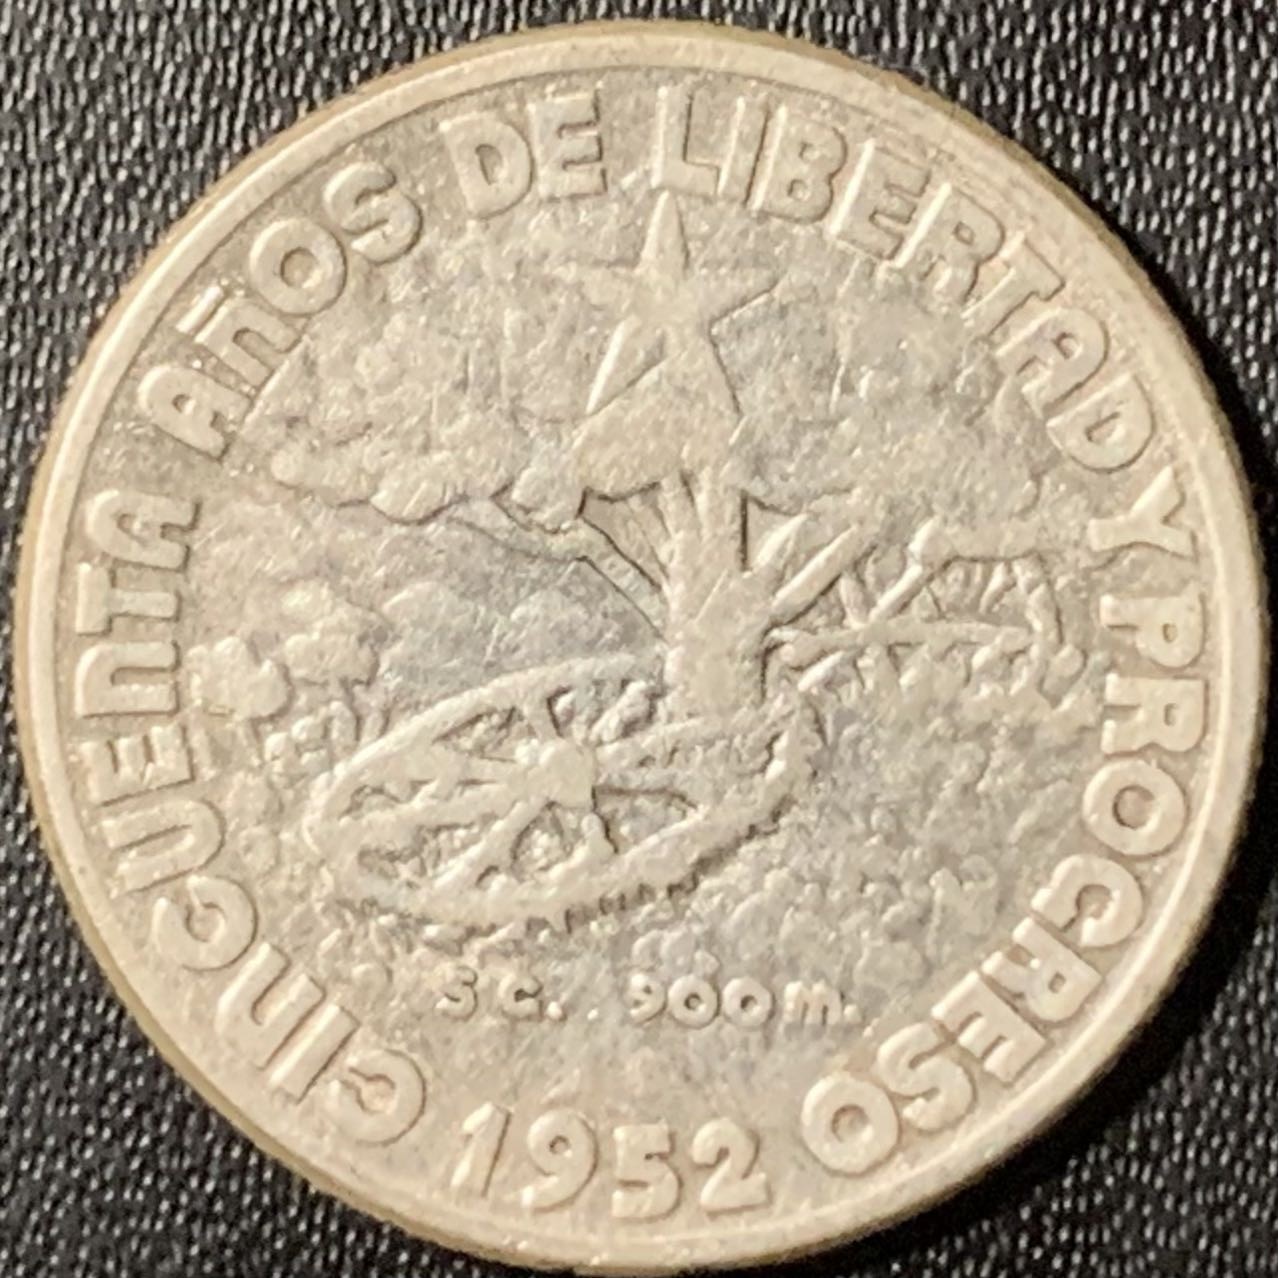 CINCUENTA AÑOS DE LIBERTAD Y PROGRESO
S C. 900 M.
1952